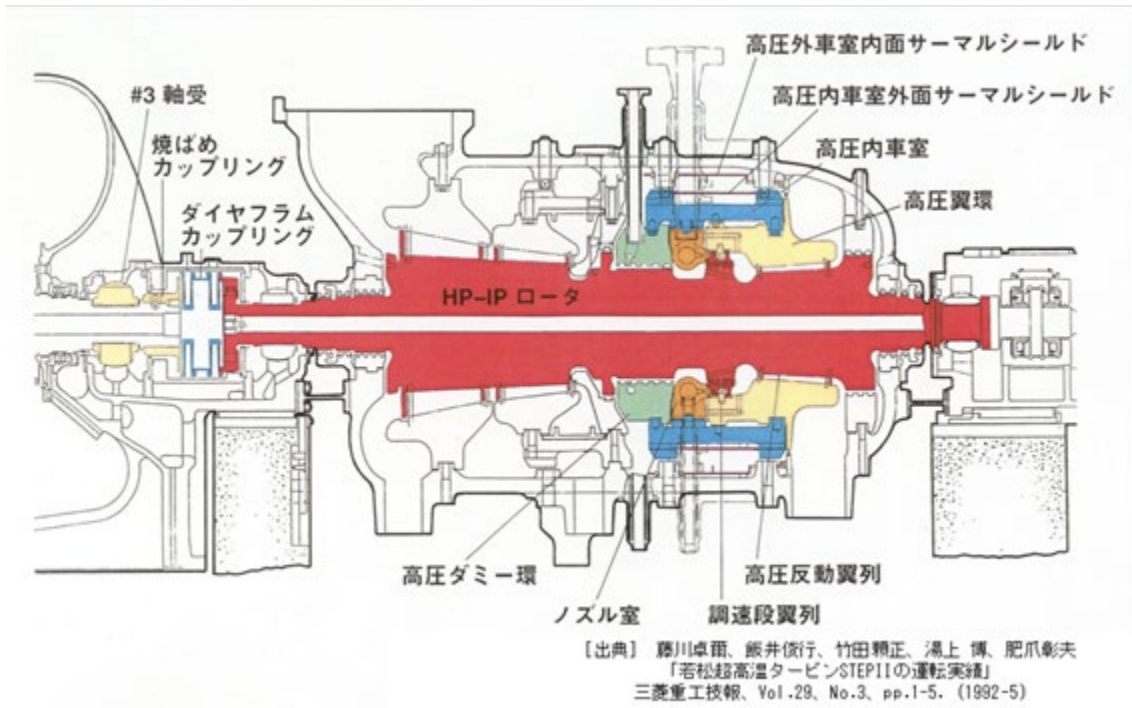 高圧外車室内面サーマルシールド
#3 軸受
高圧内車室外面サーマルシールド
焼ばめ
カップリング
高圧内車室
高圧翼環
ダイヤフラム
カップリング
HP–IP ロータ
高圧ダミー環
高圧反動翼列
ノズル室
調速段翼列
[出典] 藤川卓爾、飯井俊行、竹田頼正、湯上 博、肥爪彰夫
「若松超高温タービンSTEPIIの運転実績」
三菱重工技報、Vol.29、No.3、pp.1-5. (1992-5)